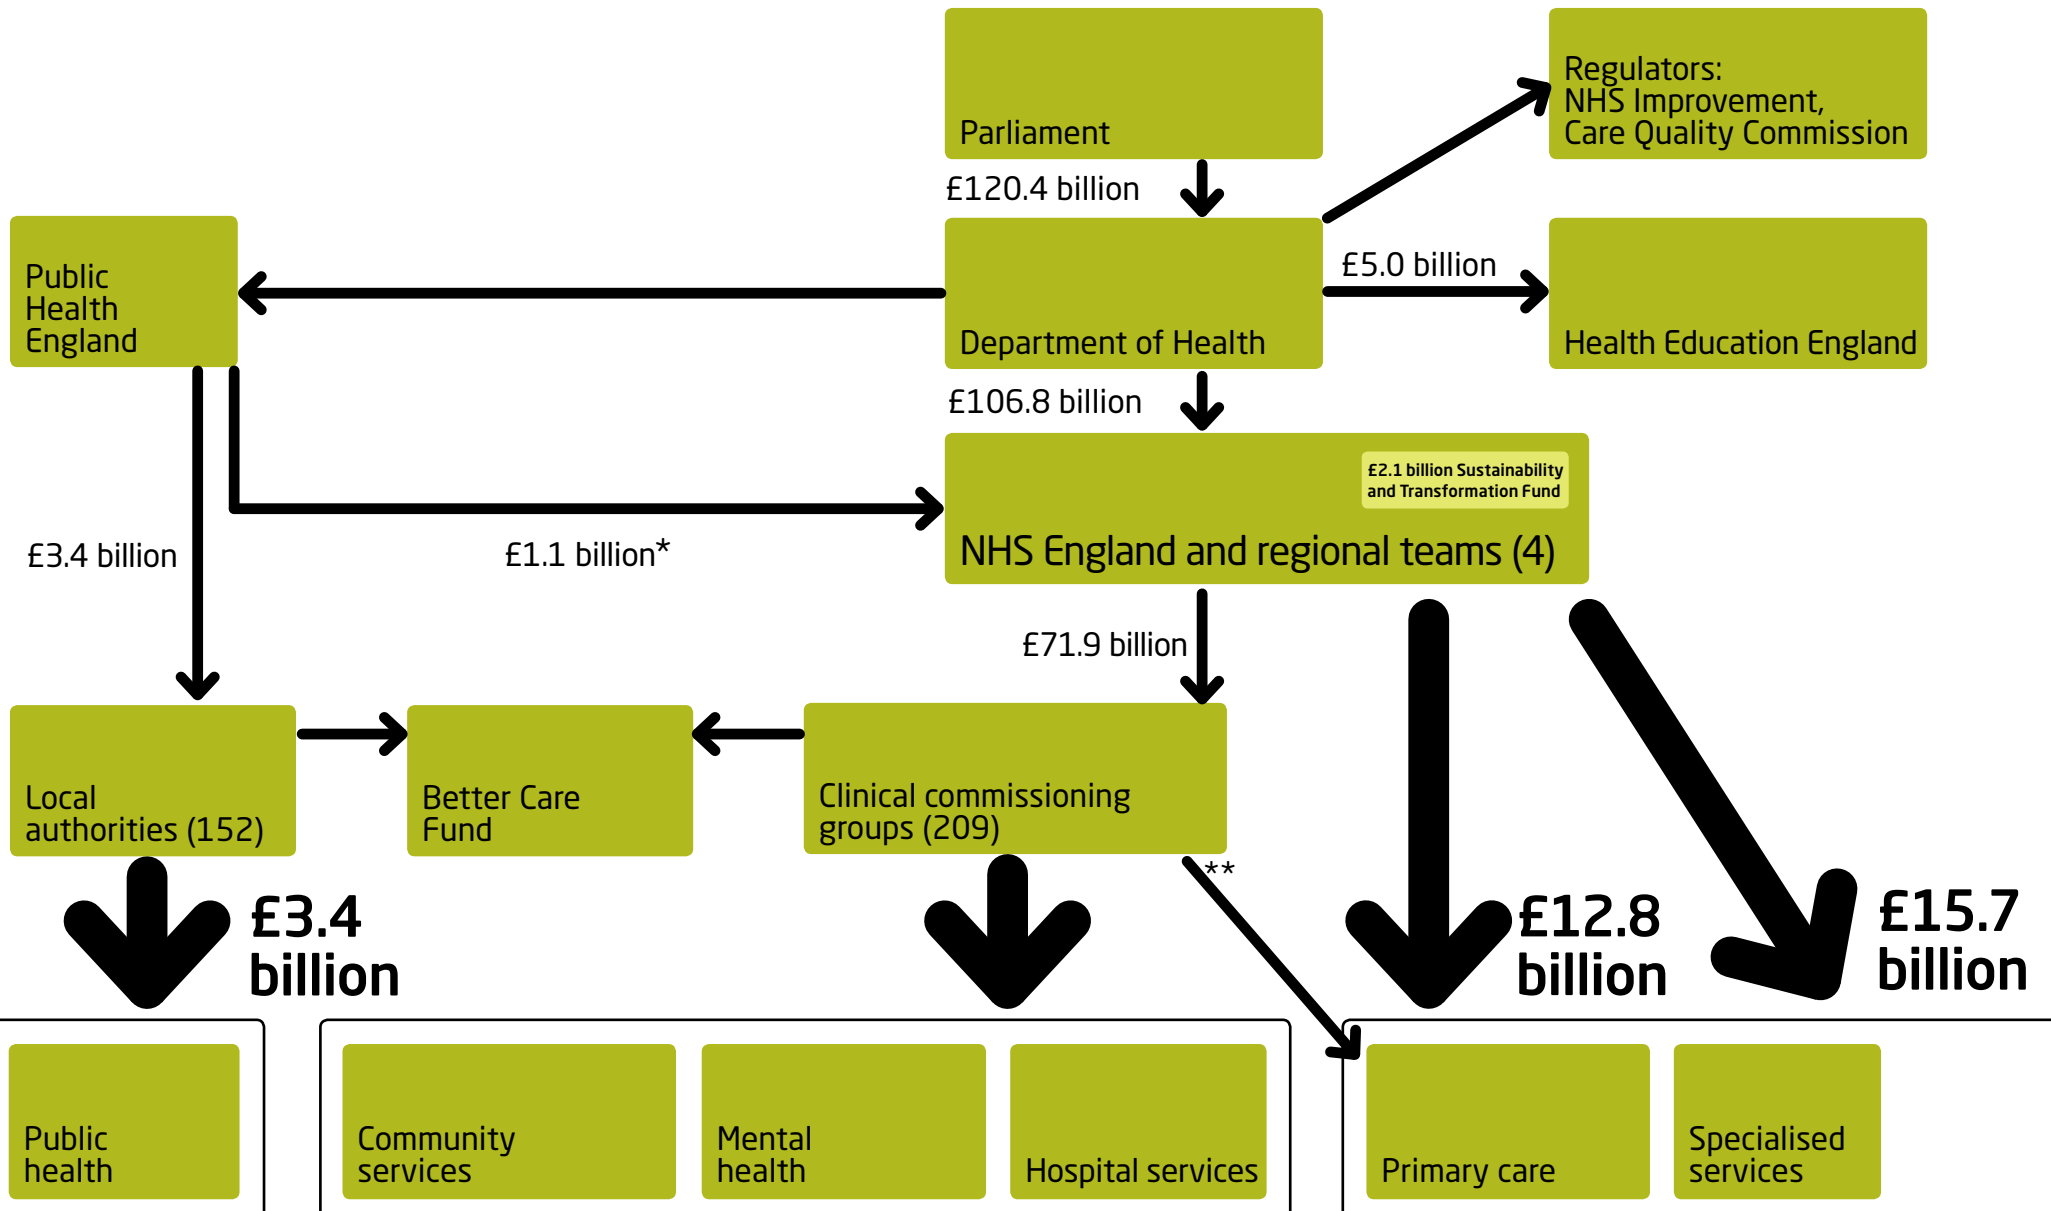 Parliament
Regulators:
NHS Improvement,
Care Quality Commission
£120.4 billion
Public
Health
England
Department of Health
£5.0 billion
Health Education England
£106.8 billion
£2.1 billion Sustainability
and Transformation Fund
NHS England and regional teams (4)
£3.4 billion
£1.1 billion*
£71.9 billion
Local
authorities (152)
Better Care
Fund
Clinical commissioning
groups (209)
**
£3.4
billion
£12.8
billion
£15.7
billion
Public
health
Community
services
Mental
health
Hospital services
Primary care
Specialised
services